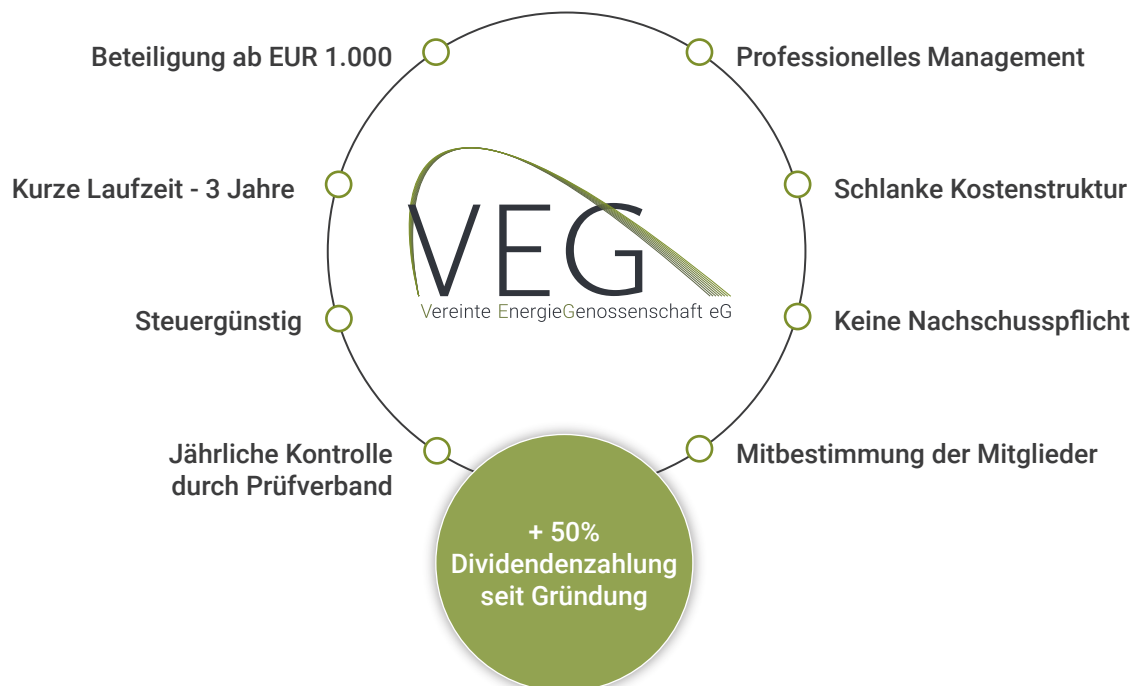 Beteiligung ab EUR 1.000
Professionelles Management
Kurze Laufzeit - 3 Jahre
Schlanke Kostenstruktur
VEG
Vereinte EnergieGenossenschaft eG
Steuergünstig
Keine Nachschusspflicht
Jährliche Kontrolle
durch Prüfverband
Mitbestimmung der Mitglieder
+ 50%
Dividendenzahlung
seit Gründung